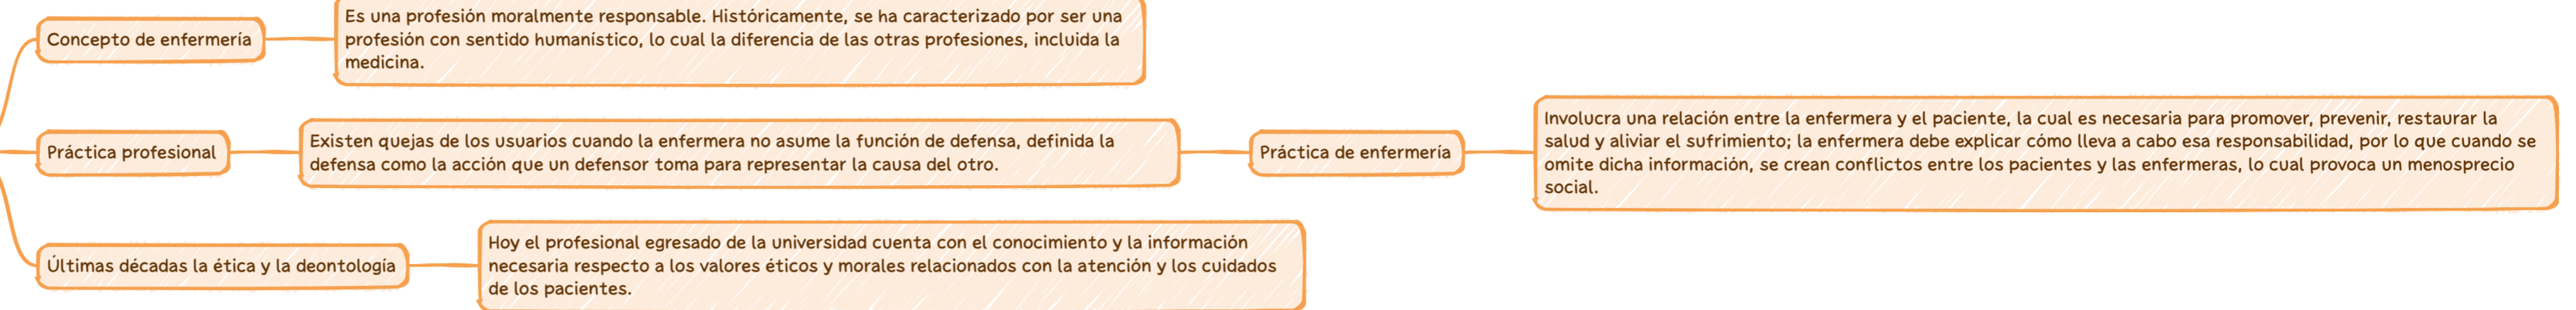 Concepto de enfermería
Es una profesión moralmente responsable. Históricamente, se ha caracterizado por ser una
profesión con sentido humanístico, lo cual la diferencia de las otras profesiones, incluida la
medicina.
Práctica profesional
Existen quejas de los usuarios cuando la enfermera no asume la función de defensa, definida la
defensa como la acción que un defensor toma para representar la causa del otro.
Práctica de enfermería
Involucra una relación entre la enfermera y el paciente, la cual es necesaria para promover, prevenir, restaurar la
salud y aliviar el sufrimiento; la enfermera debe explicar cómo lleva a cabo esa responsabilidad, por lo que cuando se
omite dicha información, se crean conflictos entre los pacientes y las enfermeras, lo cual provoca un menosprecio
social.
Últimas décadas la ética y la deontología
Hoy el profesional egresado de la universidad cuenta con el conocimiento y la información
necesaria respecto a los valores éticos y morales relacionados con la atención y los cuidados
de los pacientes.